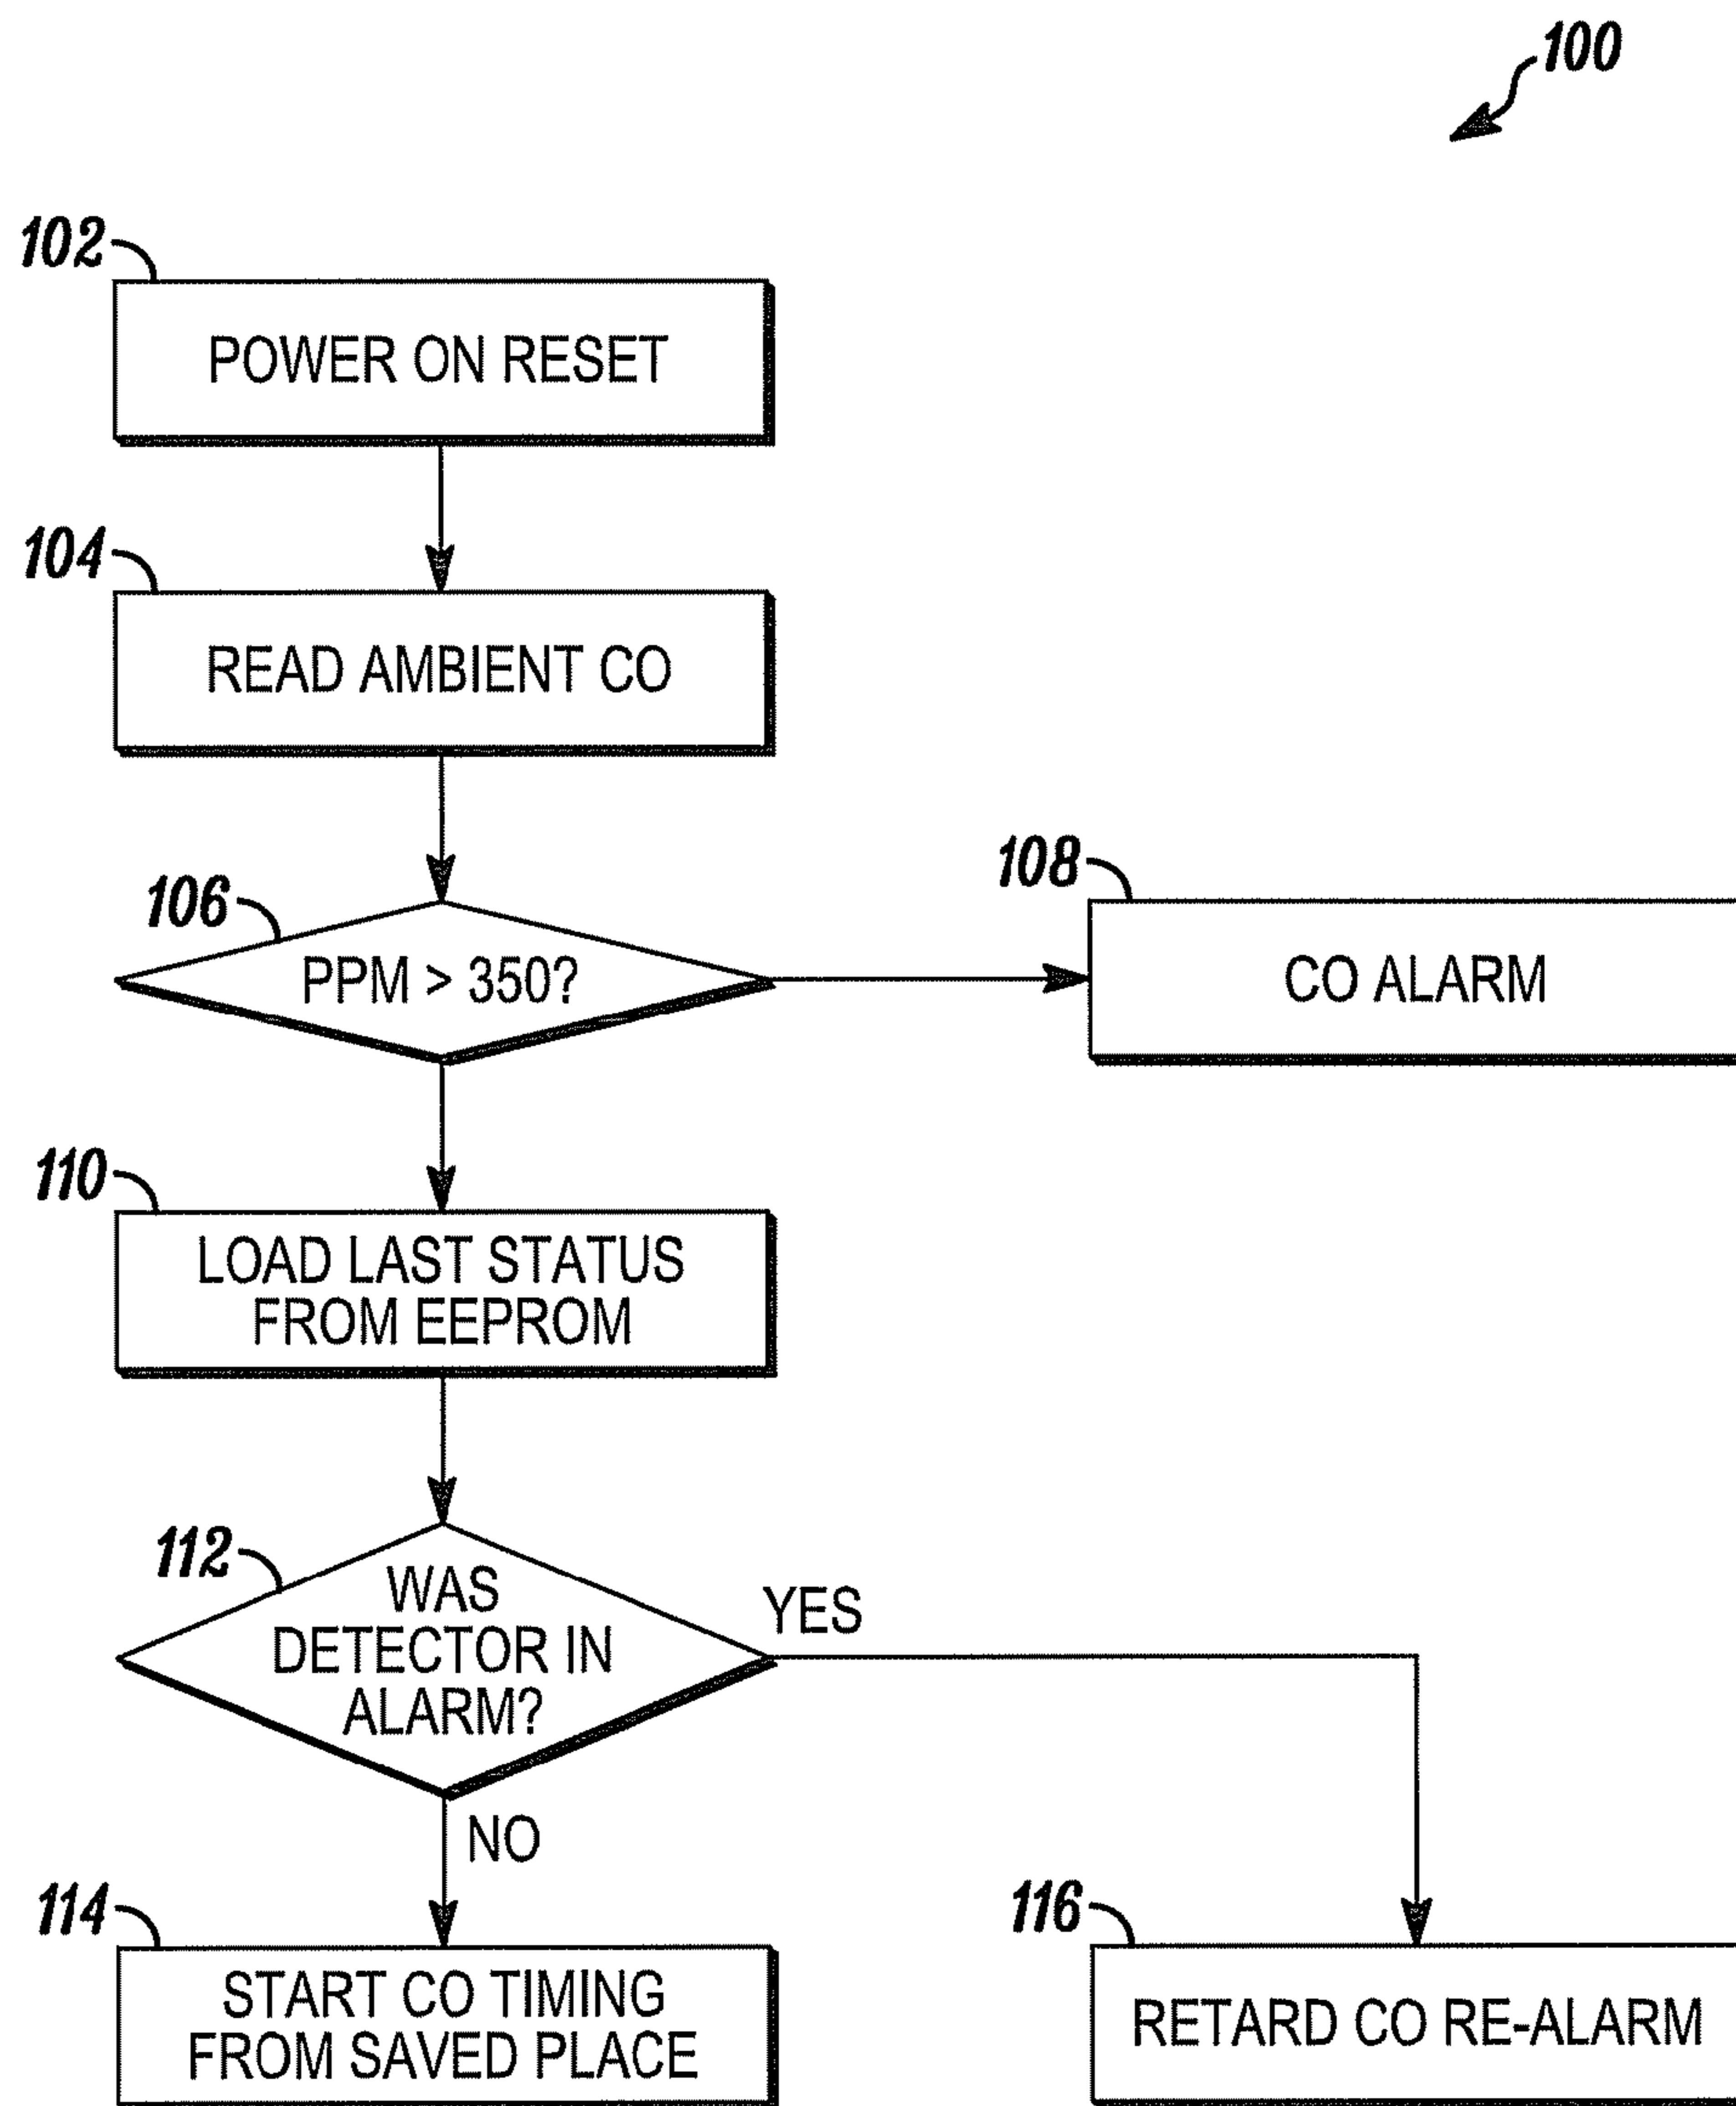 100
102
POWER ON RESET
104
READ AMBIENT CO
106
PPM > 350?
108
CO ALARM
110
LOAD LAST STATUS
FROM EEPROM
112
WAS
DETECTOR IN
ALARM?
YES
NO
114
START CO TIMING
FROM SAVED PLACE
116
RETARD CO RE-ALARM